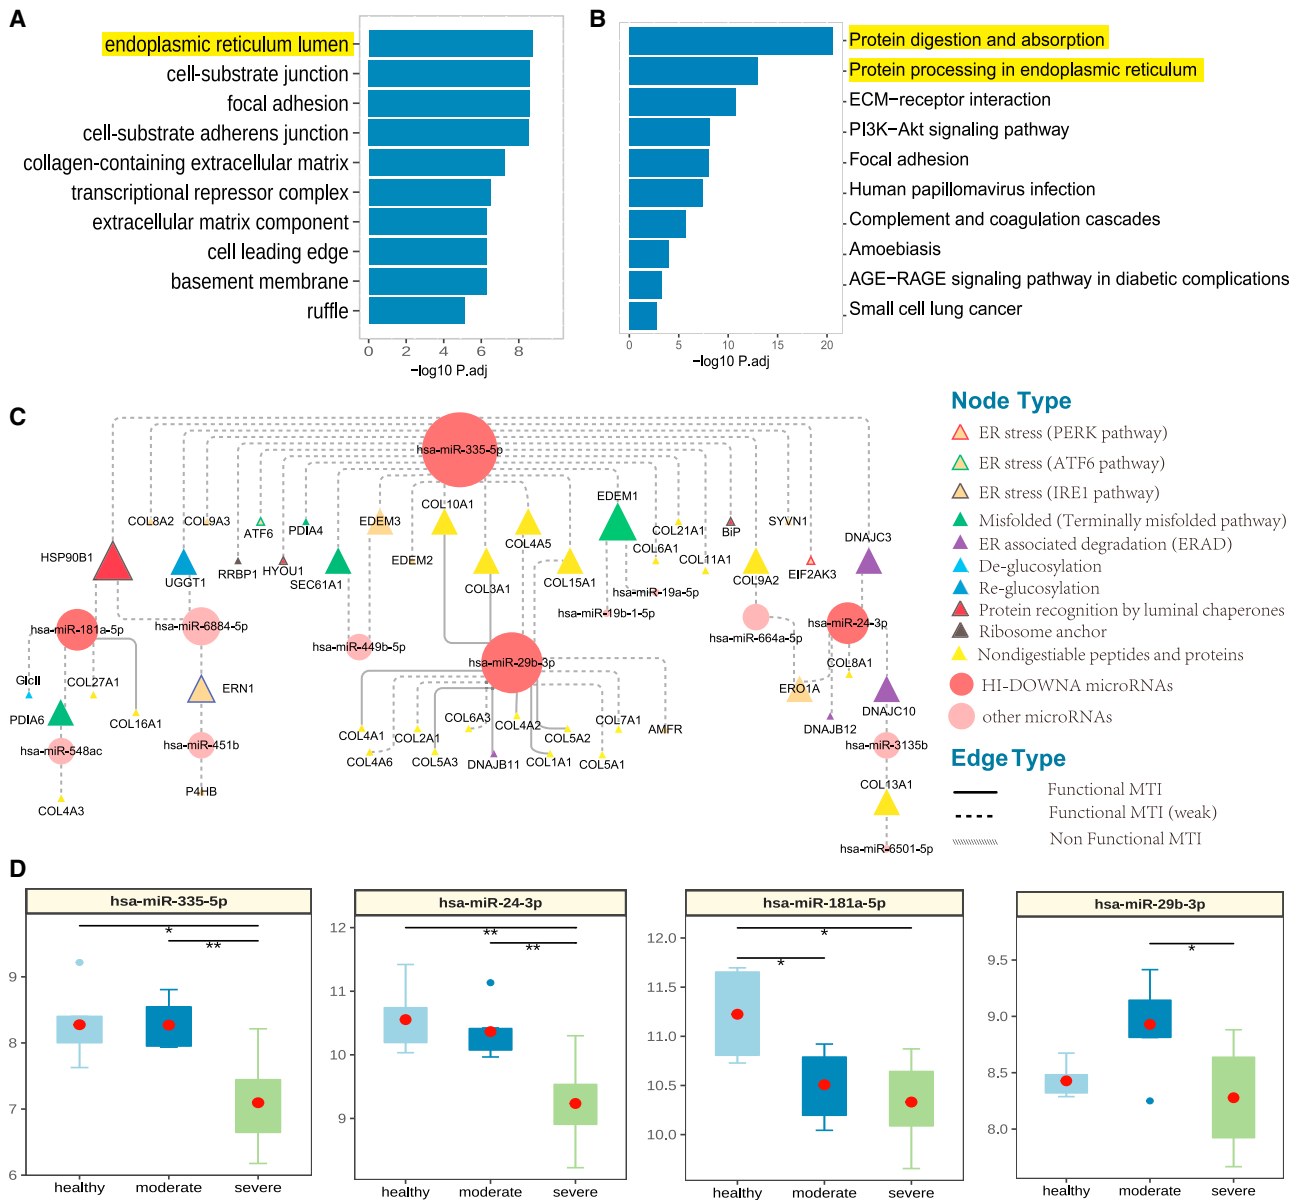 A
endoplasmic reticulum lumen
cell-substrate junction
focal adhesion
cell-substrate adherens junction
collagen-containing extracellular matrix
transcriptional repressor complex
extracellular matrix component
cell leading edge
basement membrane
ruffle
0 2 4 6 8
−log10 P.adj
B
Protein digestion and absorption
Protein processing in endoplasmic reticulum
ECM−receptor interaction
PI3K−Akt signaling pathway
Focal adhesion
Human papillomavirus infection
Complement and coagulation cascades
Amoebiasis
AGE−RAGE signaling pathway in diabetic complications
Small cell lung cancer
0 5 10 15 20
−log10 P.adj
C
hsa-miR-335-5p
COL8A2
COL9A3
ATF6
PDIA4
EDEM3
COL10A1
COL4A5
EDEM1
COL21A1
BiP
SYVN1
DNAJC3
HSP90B1
UGGT1
RRBP1
HYOU1
SEC61A1
EDEM2
COL3A1
COL15A1
COL6A1
COL11A1
COL9A2
EIF2AK3
hsa-miR-19a-5p
hsa-miR-19b-1-5p
hsa-miR-181a-5p
hsa-miR-6884-5p
hsa-miR-449b-5p
hsa-miR-29b-3p
hsa-miR-664a-5p
hsa-miR-24-3p
GlcII
COL27A1
PDIA6
COL16A1
ERN1
COL8A1
ERO1A
DNAJB12
DNAJC10
hsa-miR-548ac
hsa-miR-451b
COL4A1
COL2A1
COL6A3
COL4A2
COL5A2
COL7A1
AMFR
COL4A6
COL5A3
DNAJB11
COL1A1
COL5A1
hsa-miR-3135b
COL4A3
P4HB
COL13A1
hsa-miR-6501-5p
Node Type
ER stress (PERK pathway)
ER stress (ATF6 pathway)
ER stress (IRE1 pathway)
Misfolded (Terminally misfolded pathway)
ER associated degradation (ERAD)
De-glucosylation
Re-glucosylation
Protein recognition by luminal chaperones
Ribosome anchor
Nondigestiable peptides and proteins
HI-DOWNA microRNAs
other microRNAs
Edge Type
Functional MTI
Functional MTI (weak)
Non Functional MTI
D
hsa-miR-335-5p
*
**
9
8
7
6
healthy moderate severe
hsa-miR-24-3p
**
**
12
11
10
9
healthy moderate severe
hsa-miR-181a-5p
*
*
12.0
11.5
11.0
10.5
10.0
healthy moderate severe
hsa-miR-29b-3p
*
9.5
9.0
8.5
8.0
healthy moderate severe